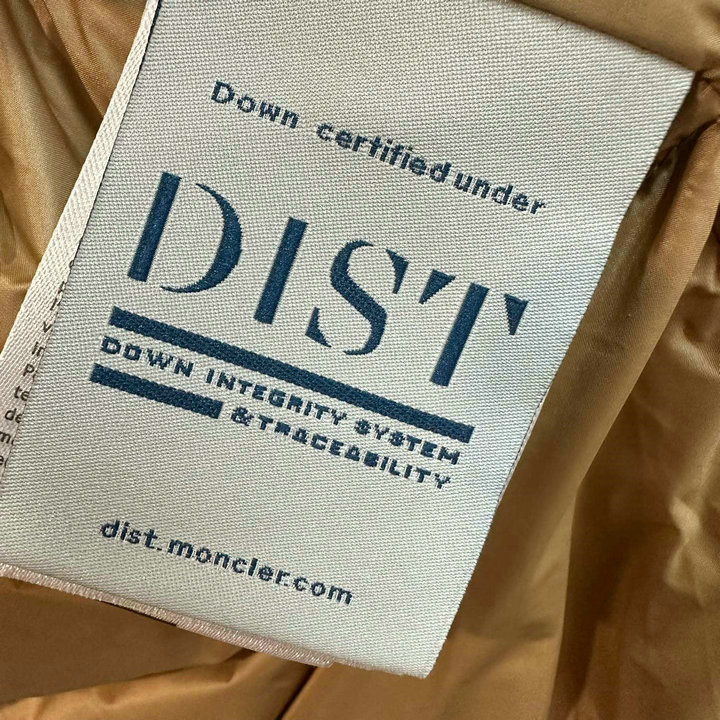 Down certified under
DIST
DOWN INTEGRITY SYSTEM
& TRACEABILITY
dist.moncler.com